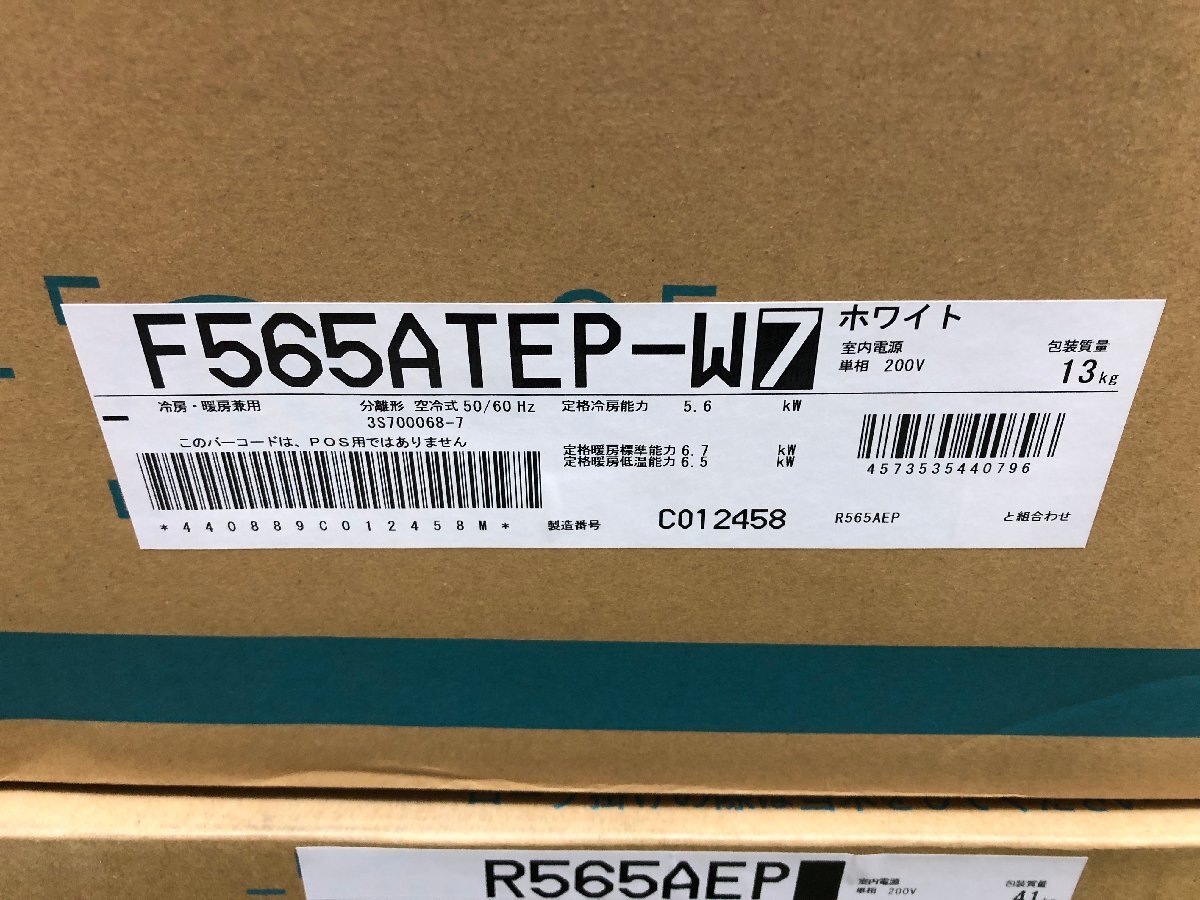 F565ATEP-W7 ホワイト
室内電源
単相 200V
包装質量
13kg
冷房・暖房兼用 分離形 空冷式 50/60 Hz 定格冷房能力 5.6 kW
3S700068-7
このバーコードは、POS用ではありません
定格暖房標準能力 6.7 kW
定格暖房低温能力 6.5 kW
4573535440796
*440889C012458M*
製造番号 C012458
R565AEP と組合わせ
R565AEP
室内電源
単相 200V
包装質量
41